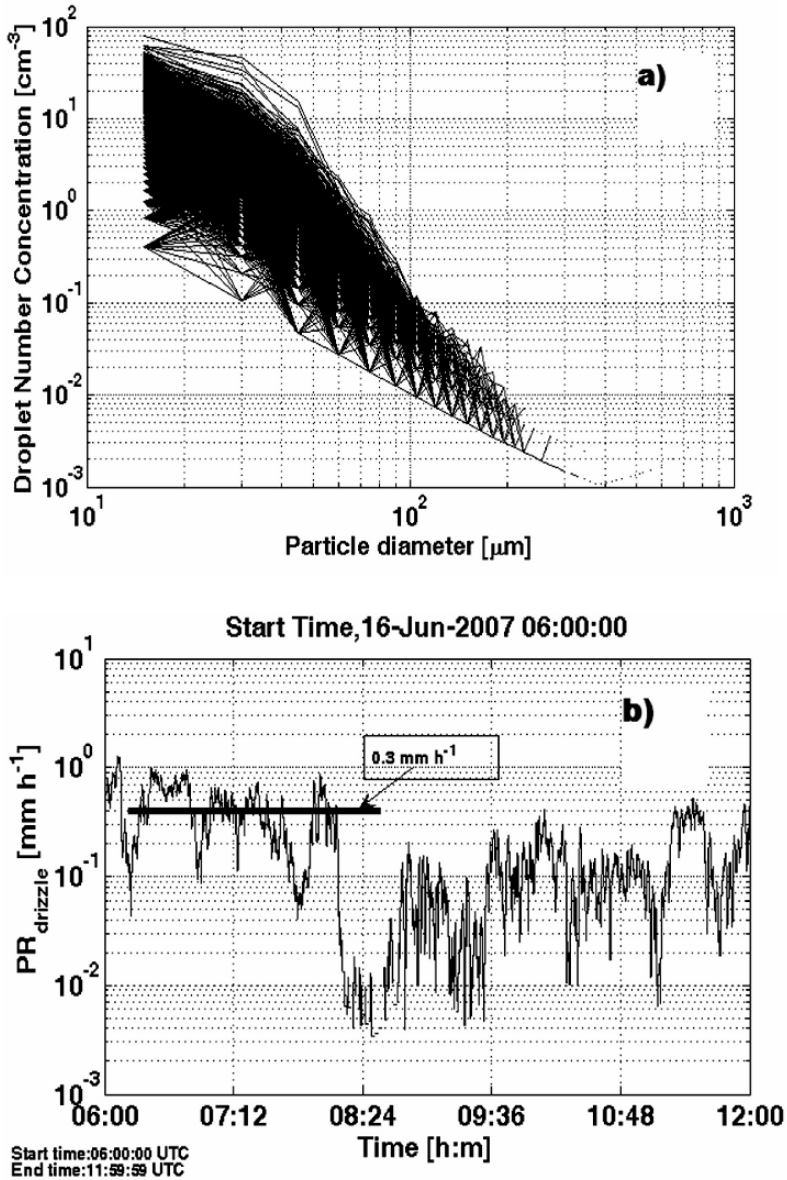 10^2
a)
10^1
10^0
10^-1
10^-2
10^-3
Droplet Number Concentration [cm^-3]
10^1 10^2 10^3
Particle diameter [μm]
Start Time,16-Jun-2007 06:00:00
10^1
b)
0.3 mm h^-1
10^0
10^-1
10^-2
10^-3
PR drizzle [mm h^-1]
06:00 07:12 08:24 09:36 10:48 12:00
Time [h:m]
Start time:06:00:00 UTC
End time:11:59:59 UTC